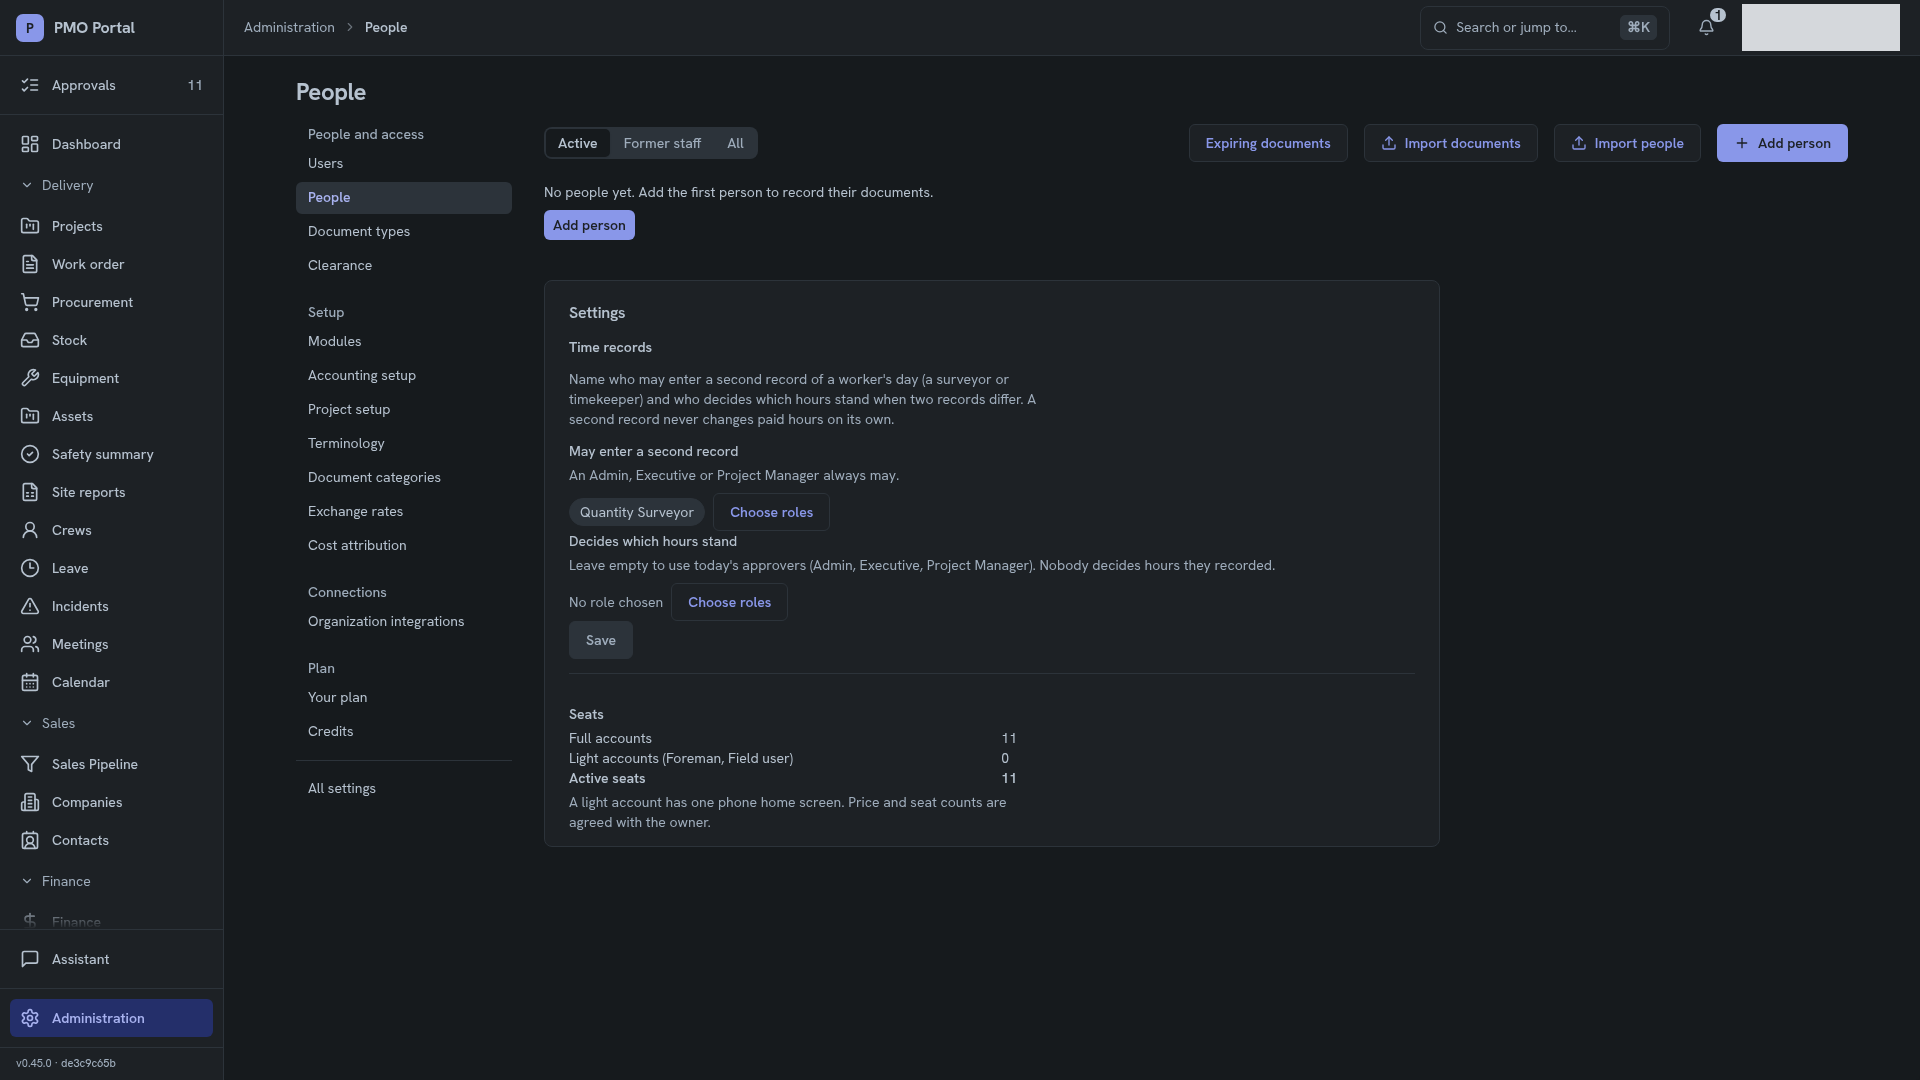 P
PMO Portal
Administration
People
Search or jump to...
⌘K
1
Approvals
11
Dashboard
Delivery
Projects
Work order
Procurement
Stock
Equipment
Assets
Safety summary
Site reports
Crews
Leave
Incidents
Meetings
Calendar
Sales
Sales Pipeline
Companies
Contacts
Finance
Finance
Assistant
Administration
v0.45.0 · de3c9c65b
People
People and access
Users
People
Document types
Clearance
Setup
Modules
Accounting setup
Project setup
Terminology
Document categories
Exchange rates
Cost attribution
Connections
Organization integrations
Plan
Your plan
Credits
All settings
Active
Former staff
All
Expiring documents
Import documents
Import people
Add person
No people yet. Add the first person to record their documents.
Add person
Settings
Time records
Name who may enter a second record of a worker's day (a surveyor or
timekeeper) and who decides which hours stand when two records differ. A
second record never changes paid hours on its own.
May enter a second record
An Admin, Executive or Project Manager always may.
Quantity Surveyor
Choose roles
Decides which hours stand
Leave empty to use today's approvers (Admin, Executive, Project Manager). Nobody decides hours they recorded.
No role chosen
Choose roles
Save
Seats
Full accounts 11
Light accounts (Foreman, Field user) 0
Active seats 11
A light account has one phone home screen. Price and seat counts are
agreed with the owner.